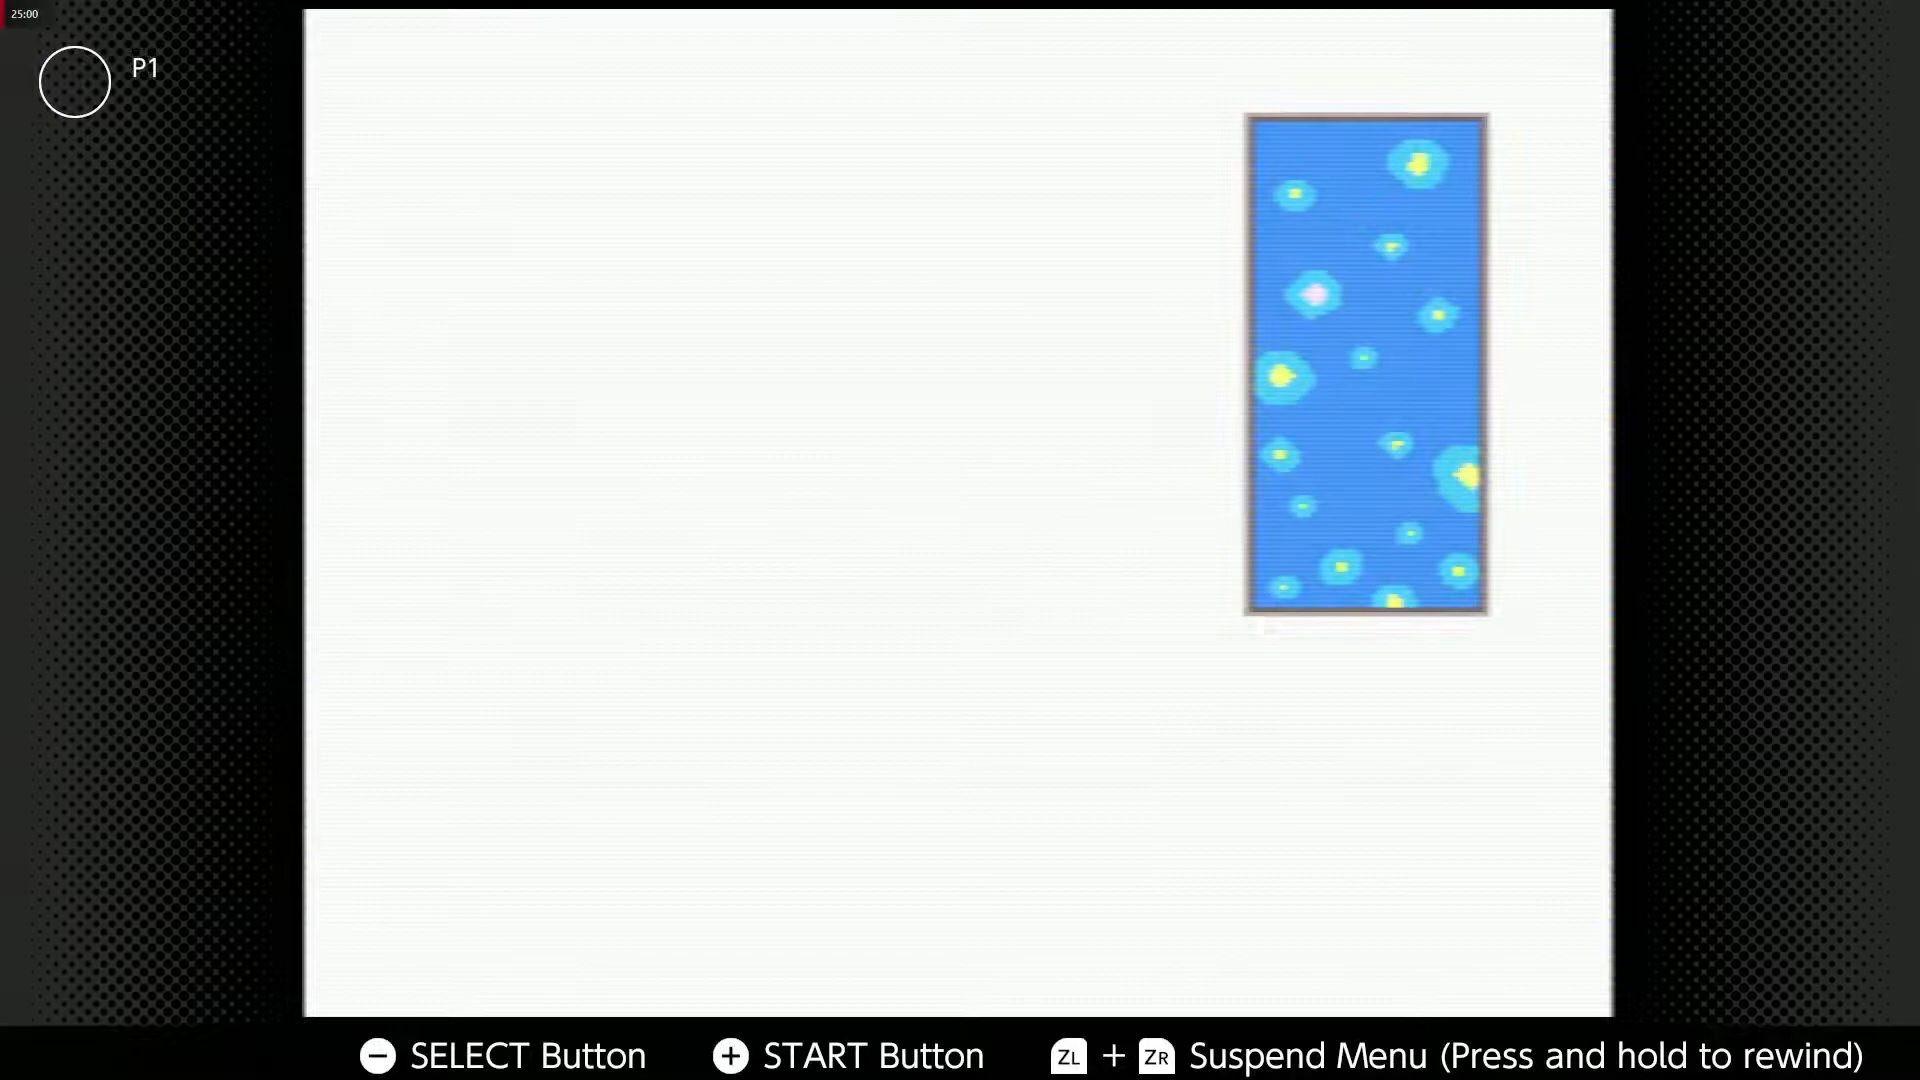 25:00
P1
SELECT Button START Button ZL + ZR Suspend Menu (Press and hold to rewind)